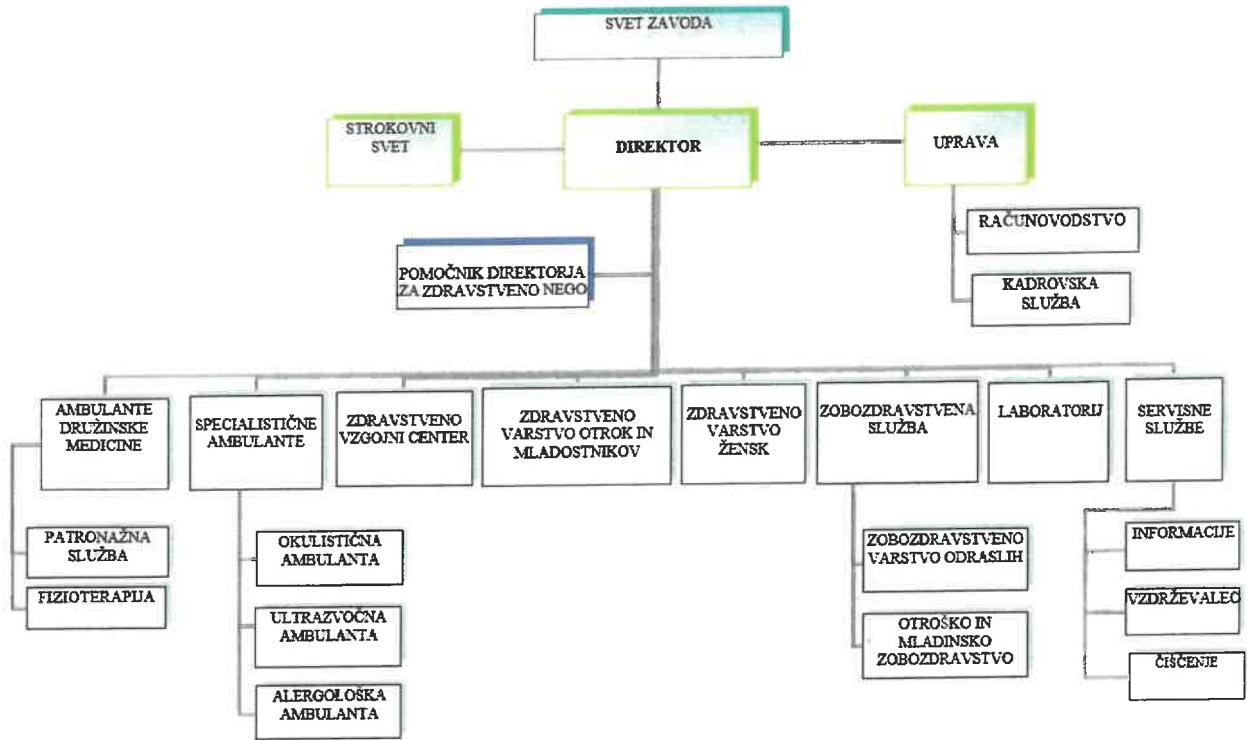 SVET ZAVODA
STROKOVNI
SVET
DIREKTOR
UPRAVA
RAČUNOVODSTVO
KADROVSKA
SLUŽBA
POMOČNIK DIREKTORJA
ZA ZDRAVSTVENO NEGO
AMBULANTE
DRUŽINSKE
MEDICINE
SPECIALISTIČNE
AMBULANTE
ZDRAVSTVENO
VZGOJNI CENTER
ZDRAVSTVENO
VARSTVO OTROK IN
MLADOSTNIKOV
ZDRAVSTVENO
VARSTVO
ŽENSK
ZOBOZDRAVSTVENA
SLUŽBA
LABORATORIJ
SERVISNE
SLUŽBE
PATRONAŽNA
SLUŽBA
FIZIOTERAPIJA
OKULISTIČNA
AMBULANTA
ULTRAZVOČNA
AMBULANTA
ALERGOLOŠKA
AMBULANTA
ZOBOZDRAVSTVENO
VARSTVO ODRASLIH
OTROŠKO IN
MLADINSKO
ZOBOZDRAVSTVO
INFORMACIJE
VZDRŽEVALEC
ČIŠČENJE